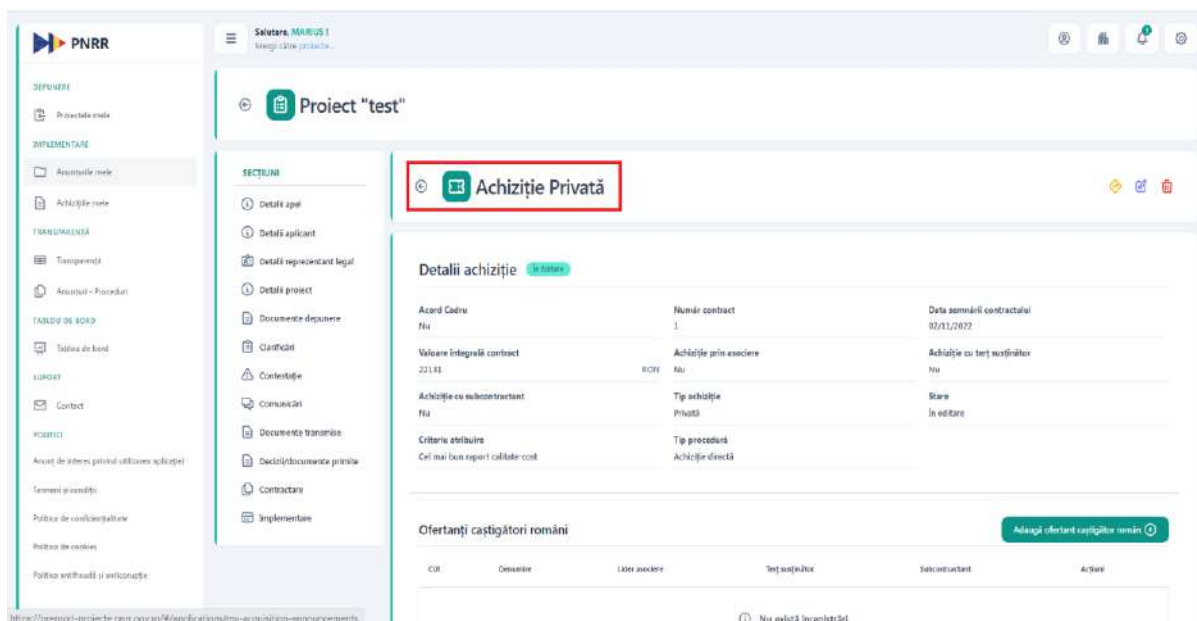 PNRR
Salutare, MARIUS !
Mergi către proiecte .
Proiect "test"
DEPUNERE
Proiectele mele
IMPLEMENTARE
Anunțurile mele
Achizițiile mele
TRANSPARENȚĂ
Transparență
Anunțuri - Proceduri
TABLOU DE BORD
Tablou de bord
SUPORT
Contact
POLITICI
Anunț de interes privind utilizarea aplicației
Termeni și condiții
Politica de confidențialitate
Politica de cookies
Politica antifraudă și anticorupție
SECȚIUNI
Detalii apel
Detalii aplicant
Detalii reprezentant legal
Detalii proiect
Documente depunere
Clarificări
Contestație
Comunicări
Documente transmise
Decizii/documente primite
Contractare
Implementare
Achiziție Privată
Detalii achiziție În Editare
Acord Cadru
Nu
Număr contract
1
Data semnării contractului
02/11/2022
Valoare integrală contract
22131 RON
Achiziție prin asociere
Nu
Achiziție cu terț susținător
Nu
Achiziție cu subcontractant
Nu
Tip achiziție
Privată
Stare
În editare
Criteriu atribuire
Cel mai bun raport calitate-cost
Tip procedură
Achiziție directă
Ofertanți castigători români
Adaugă ofertant castigător român
CUI Denumire Lider asociere Terț susținător Subcontractant Acțiuni
Nu există înregistrări.